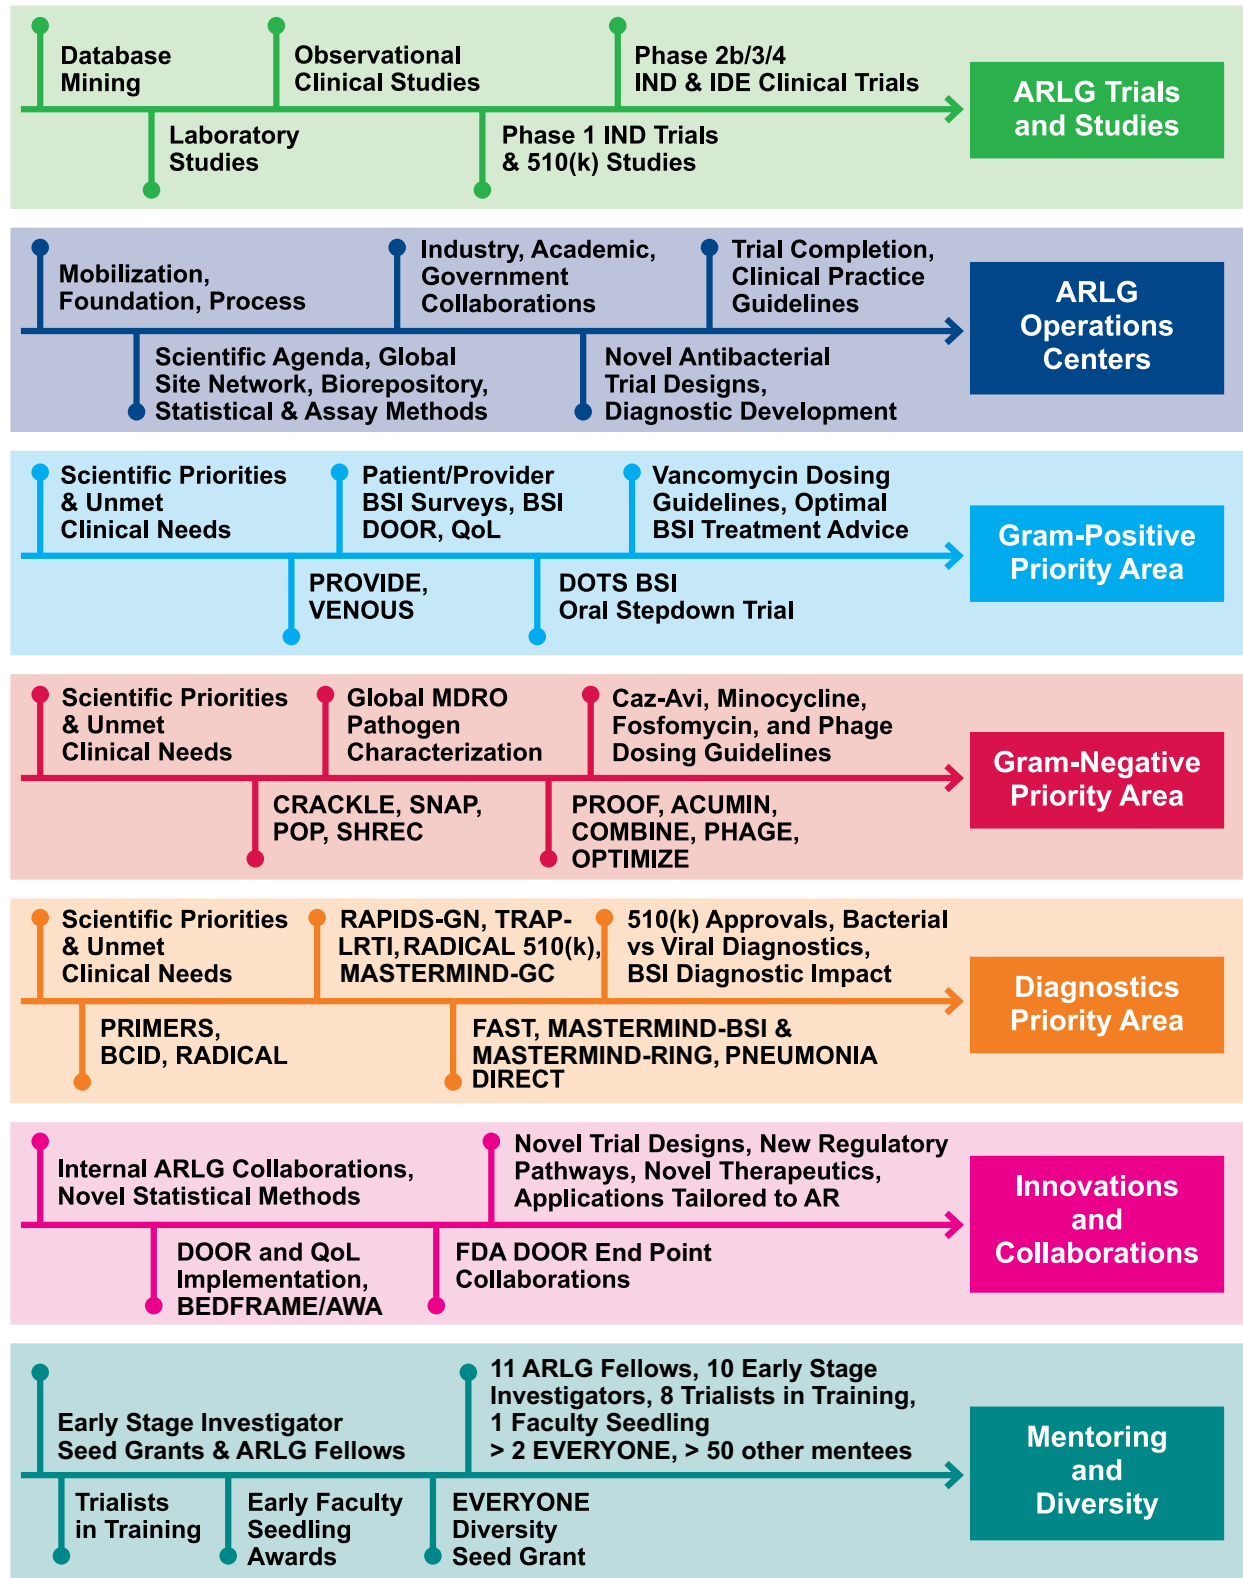 Database
Mining
Observational
Clinical Studies
Phase 2b/3/4
IND & IDE Clinical Trials
Laboratory
Studies
Phase 1 IND Trials
& 510(k) Studies
ARLG Trials
and Studies
Mobilization,
Foundation, Process
Industry, Academic,
Government
Collaborations
Trial Completion,
Clinical Practice
Guidelines
Scientific Agenda, Global
Site Network, Biorepository,
Statistical & Assay Methods
Novel Antibacterial
Trial Designs,
Diagnostic Development
ARLG
Operations
Centers
Scientific Priorities
& Unmet
Clinical Needs
Patient/Provider
BSI Surveys, BSI
DOOR, QoL
Vancomycin Dosing
Guidelines, Optimal
BSI Treatment Advice
PROVIDE,
VENOUS
DOTS BSI
Oral Stepdown Trial
Gram-Positive
Priority Area
Scientific Priorities
& Unmet
Clinical Needs
Global MDRO
Pathogen
Characterization
Caz-Avi, Minocycline,
Fosfomycin, and Phage
Dosing Guidelines
CRACKLE, SNAP,
POP, SHREC
PROOF, ACUMIN,
COMBINE, PHAGE,
OPTIMIZE
Gram-Negative
Priority Area
Scientific Priorities
& Unmet
Clinical Needs
RAPIDS-GN, TRAP-
LRTI, RADICAL 510(k),
MASTERMIND-GC
510(k) Approvals, Bacterial
vs Viral Diagnostics,
BSI Diagnostic Impact
PRIMERS,
BCID, RADICAL
FAST, MASTERMIND-BSI &
MASTERMIND-RING, PNEUMONIA
DIRECT
Diagnostics
Priority Area
Internal ARLG Collaborations,
Novel Statistical Methods
Novel Trial Designs, New Regulatory
Pathways, Novel Therapeutics,
Applications Tailored to AR
DOOR and QoL
Implementation,
BEDFRAME/AWA
FDA DOOR End Point
Collaborations
Innovations
and
Collaborations
Early Stage Investigator
Seed Grants & ARLG Fellows
11 ARLG Fellows, 10 Early Stage
Investigators, 8 Trialists in Training,
1 Faculty Seedling
> 2 EVERYONE, > 50 other mentees
Trialists
in Training
Early Faculty
Seedling
Awards
EVERYONE
Diversity
Seed Grant
Mentoring
and
Diversity